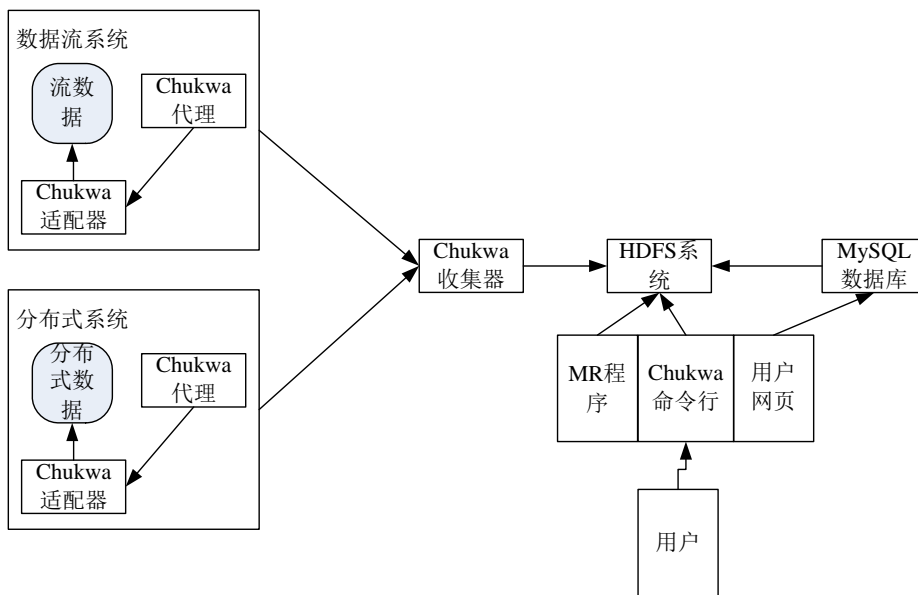 数据流系统
流数
据
Chukwa
代理
Chukwa
适配器
分布式系统
分布
式数
据
Chukwa
代理
Chukwa
适配器
Chukwa
收集器
HDFS系
统
MySQL
数据库
MR程
序
Chukwa
命令行
用户
网页
用户